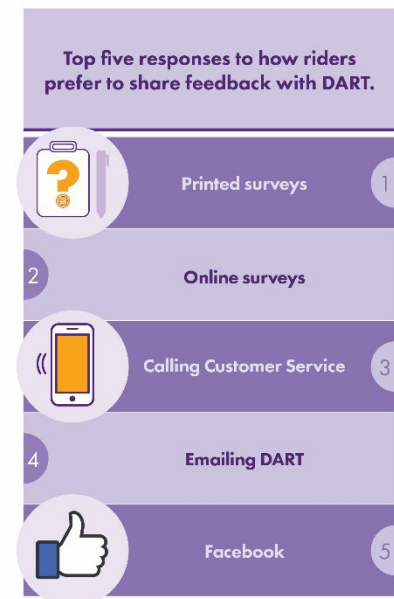 Top five responses to how riders
prefer to share feedback with DART.
?
Printed surveys 1
2 Online surveys
Calling Customer Service 3
4 Emailing DART
Facebook 5